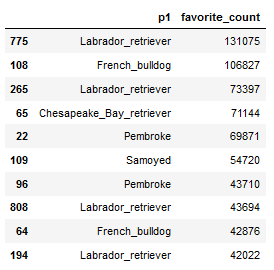 p1 favorite_count
775 Labrador_retriever 131075
108 French_bulldog 106827
265 Labrador_retriever 73397
65 Chesapeake_Bay_retriever 71144
22 Pembroke 69871
109 Samoyed 54720
96 Pembroke 43710
808 Labrador_retriever 43694
64 French_bulldog 42876
194 Labrador_retriever 42022